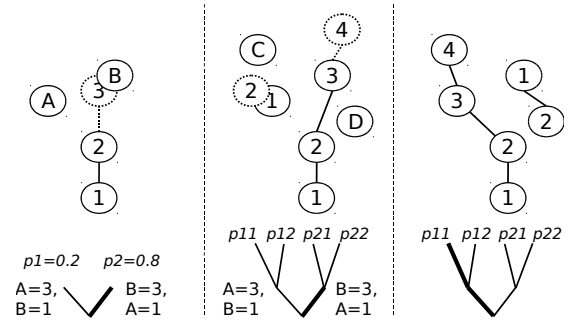 A
3
B
2
1
p1=0.2 p2=0.8
A=3,
B=1
B=3,
A=1
4
C
3
2
1
D
2
1
p11 p12 p21 p22
A=3,
B=1
B=3,
A=1
4
1
3
2
2
1
p11 p12 p21 p22